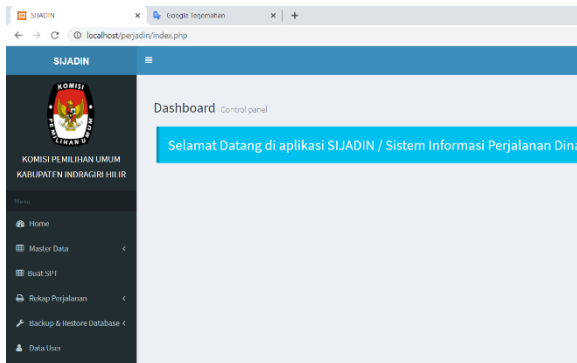 SIJADIN
Google Terjemahan
localhost/perjadin/index.php
SIJADIN
KOMISI
PEMILIHAN UMUM
KOMISI PEMILIHAN UMUM
KABUPATEN INDRAGIRI HILIR
Menu
Home
Master Data
Buat SPT
Rekap Perjalanan
Backup & Restore Database
Data User
Dashboard Control panel
Selamat Datang di aplikasi SIJADIN / Sistem Informasi Perjalanan Dina